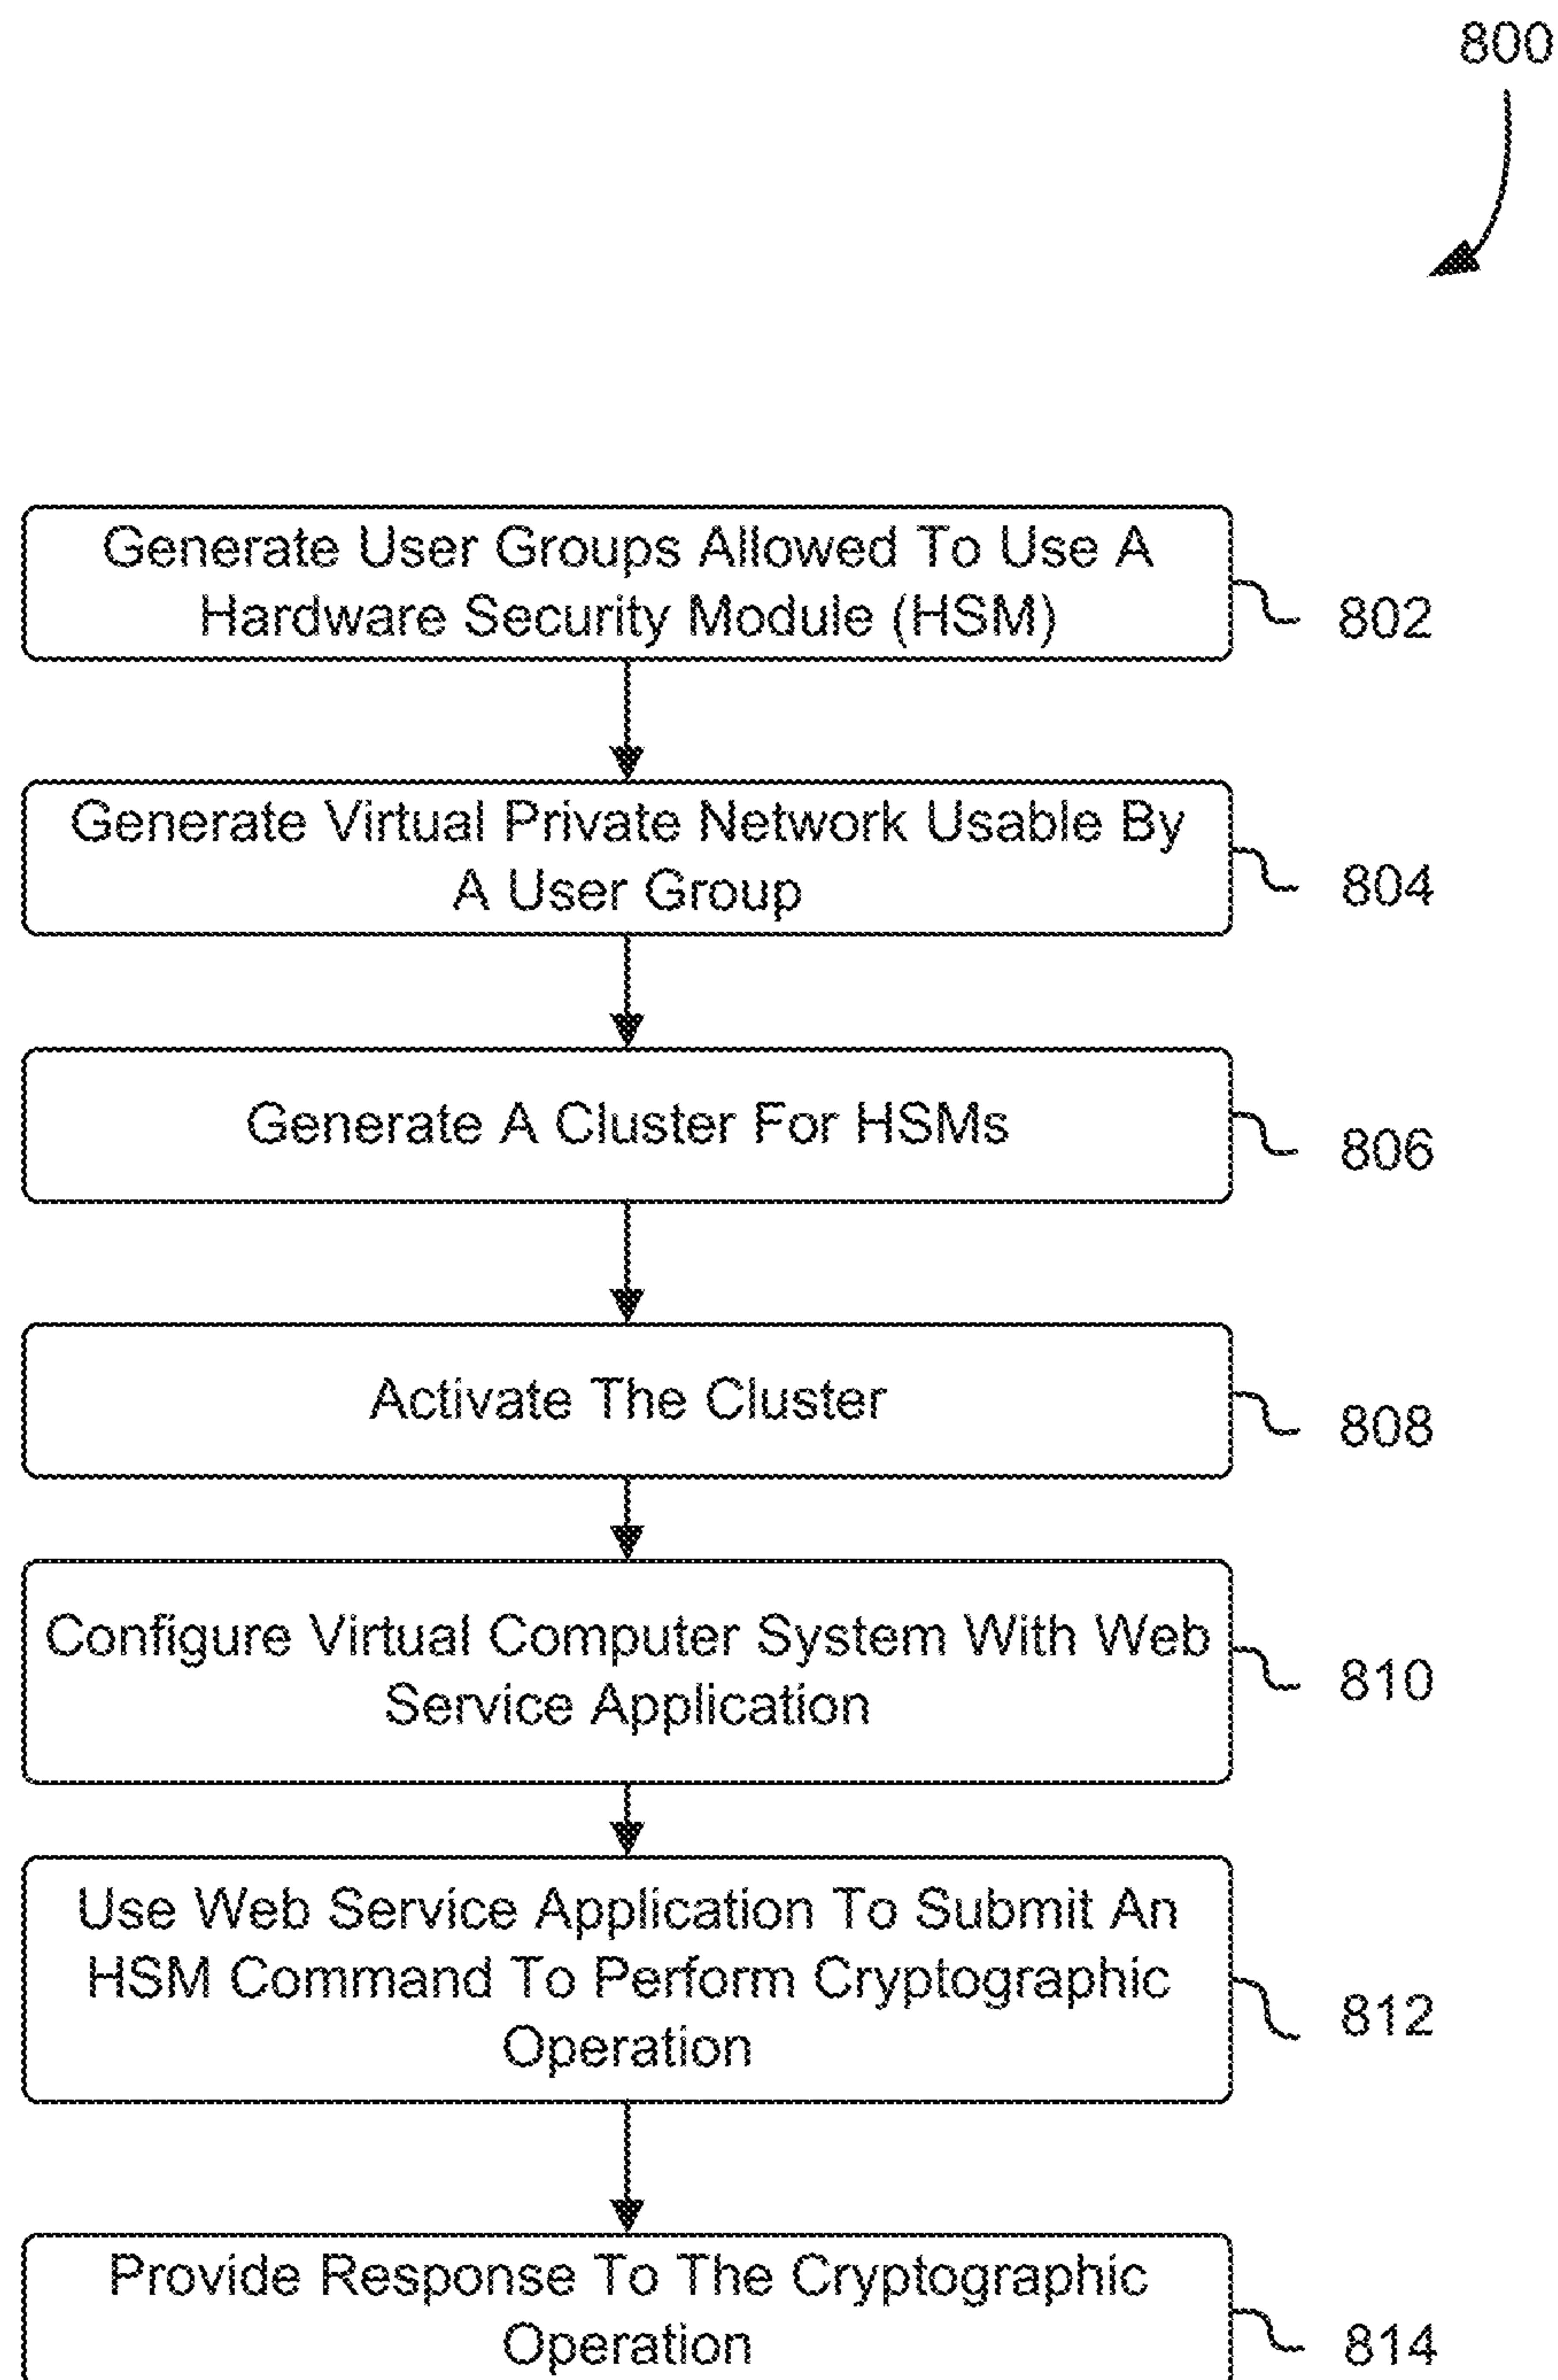 800
Generate User Groups Allowed To Use A
Hardware Security Module (HSM)
802
Generate Virtual Private Network Usable By
A User Group
804
Generate A Cluster For HSMs
806
Activate The Cluster
808
Configure Virtual Computer System With Web
Service Application
810
Use Web Service Application To Submit An
HSM Command To Perform Cryptographic
Operation
812
Provide Response To The Cryptographic
Operation
814